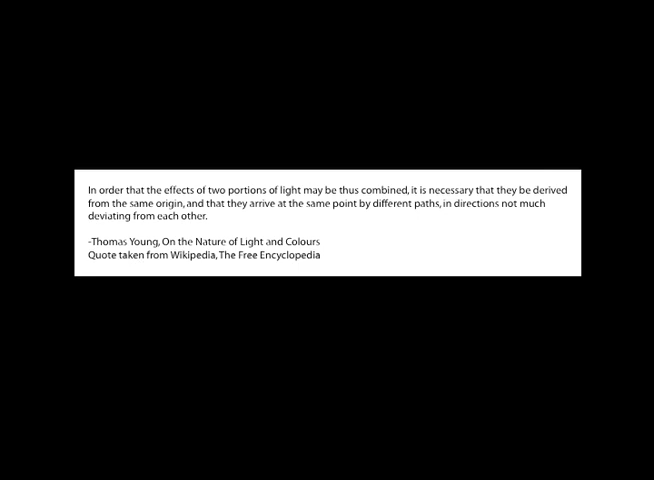 In order that the effects of two portions of light may be thus combined, it is necessary that they be derived
from the same origin, and that they arrive at the same point by different paths, in directions not much
deviating from each other.
-Thomas Young, On the Nature of Light and Colours
Quote taken from Wikipedia, The Free Encyclopedia